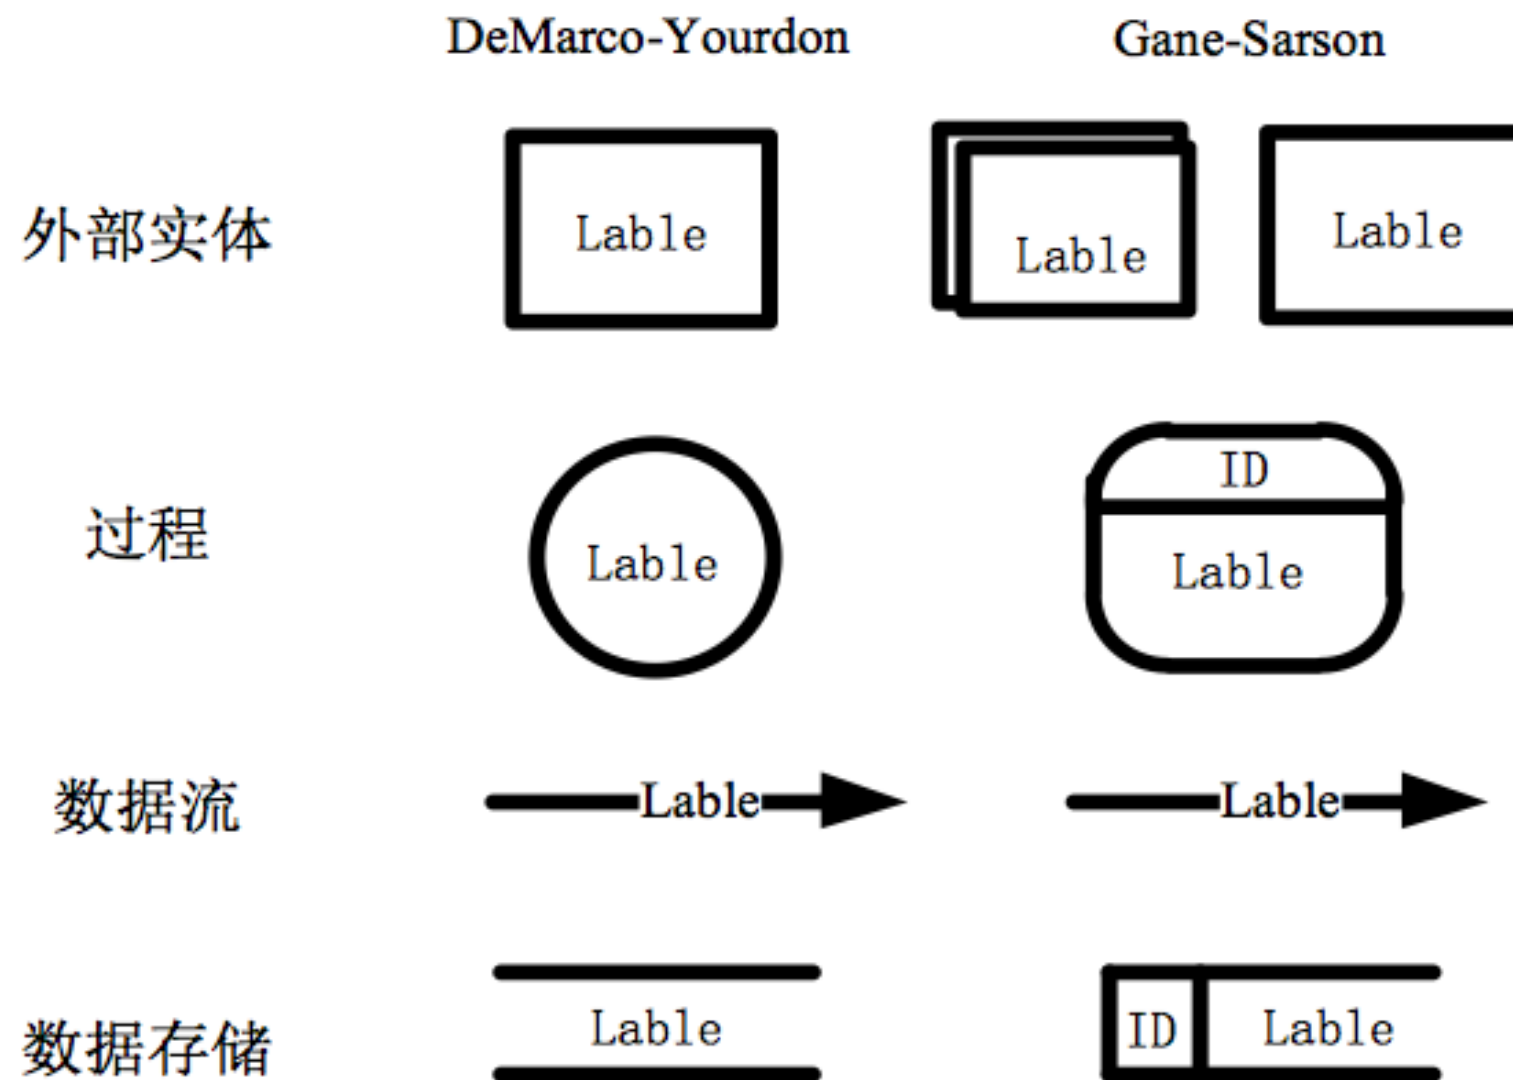 DeMarco-Yourdon Gane-Sarson
外部实体 Lable Lable Lable
过程 Lable ID Lable
数据流 Lable Lable
数据存储 Lable ID Lable